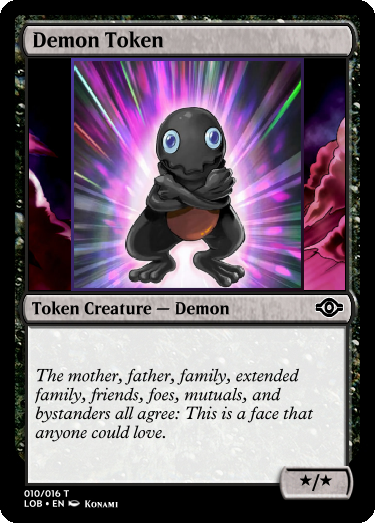 Demon Token
Token Creature — Demon
The mother, father, family, extended
family, friends, foes, mutuals, and
bystanders all agree: This is a face that
anyone could love.
★/★
010/016 T
LOB • EN Konami